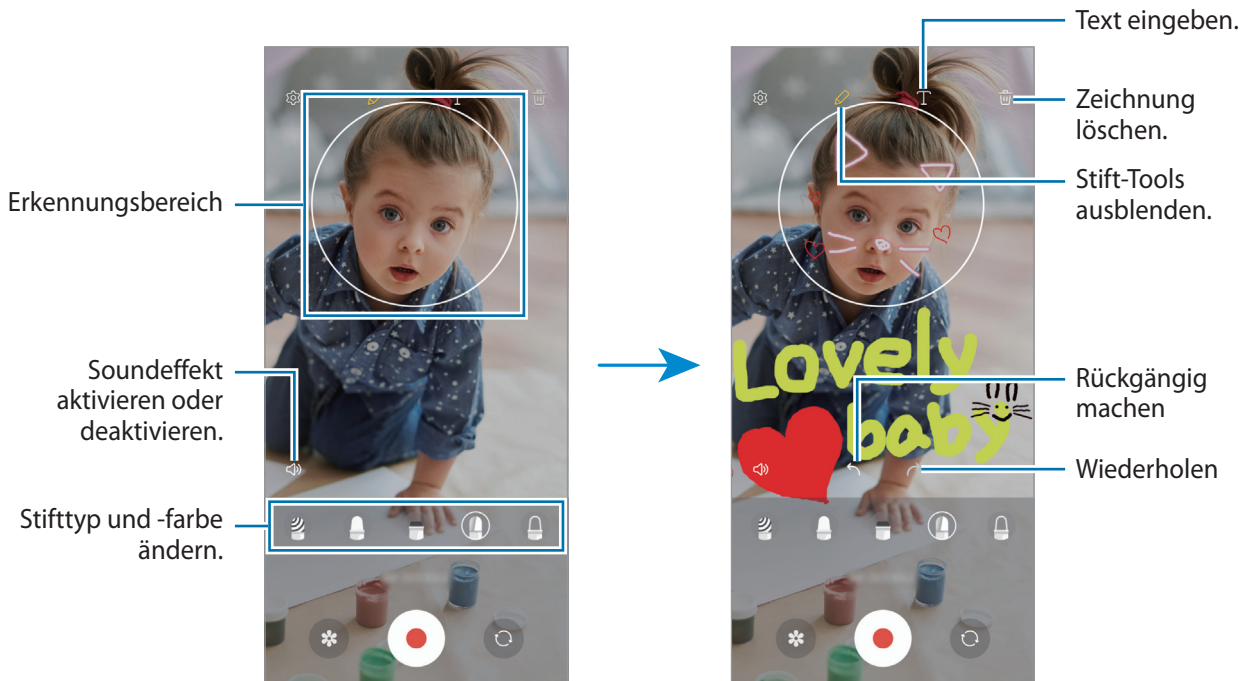 Text eingeben.
Zeichnung
löschen.
Stift-Tools
ausblenden.
Erkennungsbereich
Soundeffekt
aktivieren oder
deaktivieren.
Stifttyp und -farbe
ändern.
T
T
Lovely
baby
Rückgängig
machen
Wiederholen